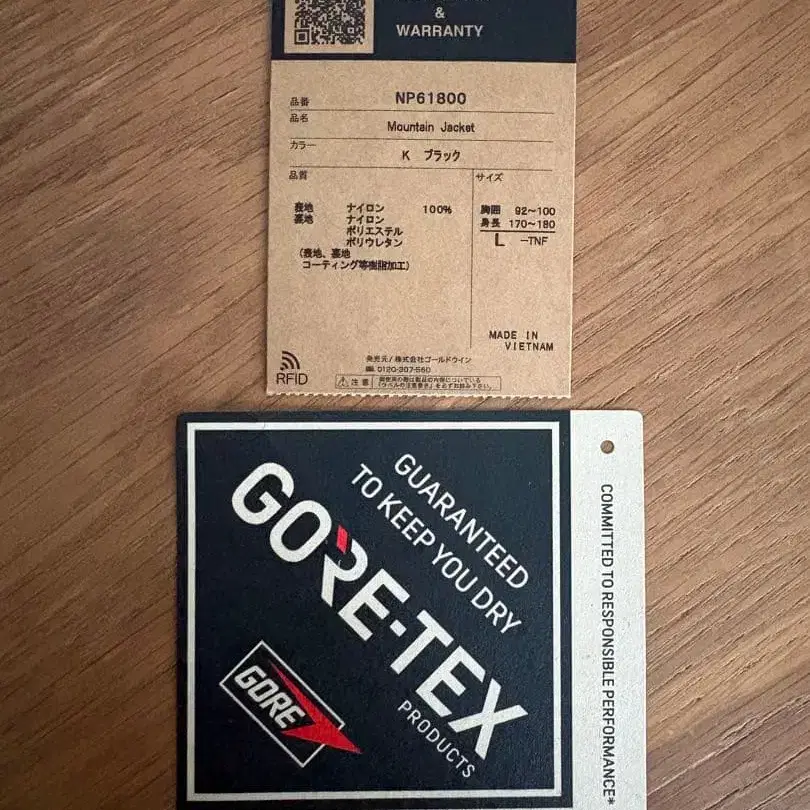 &
WARRANTY
品番 NP61800
品名 Mountain Jacket
カラー K ブラック
品質
サイズ
表地 ナイロン 100%
裏地 ナイロン
ポリエステル
ポリウレタン
(表地、裏地
コーティング等樹脂加工)
胸囲 92~100
身長 170~180
L -TNF
MADE IN
VIETNAM
発売元/株式会社ゴールドウイン
0120-307-560
RFID
注意
GUARANTEED
TO KEEP YOU DRY
GORE-TEX
PRODUCTS
GORE
COMMITTED TO RESPONSIBLE PERFORMANCE*